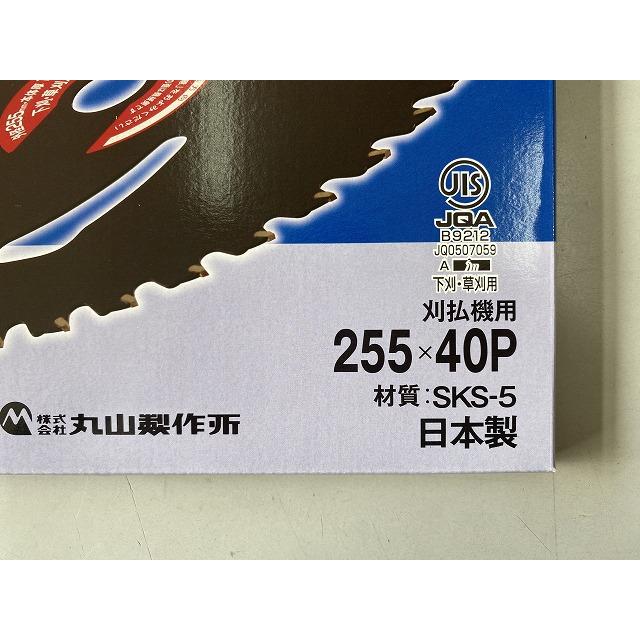 JIS
JQA
B9212
JQ0507059
A
下刈・草刈用
刈払機用
255×40P
材質:SKS-5
日本製
株式会社 丸山製作所